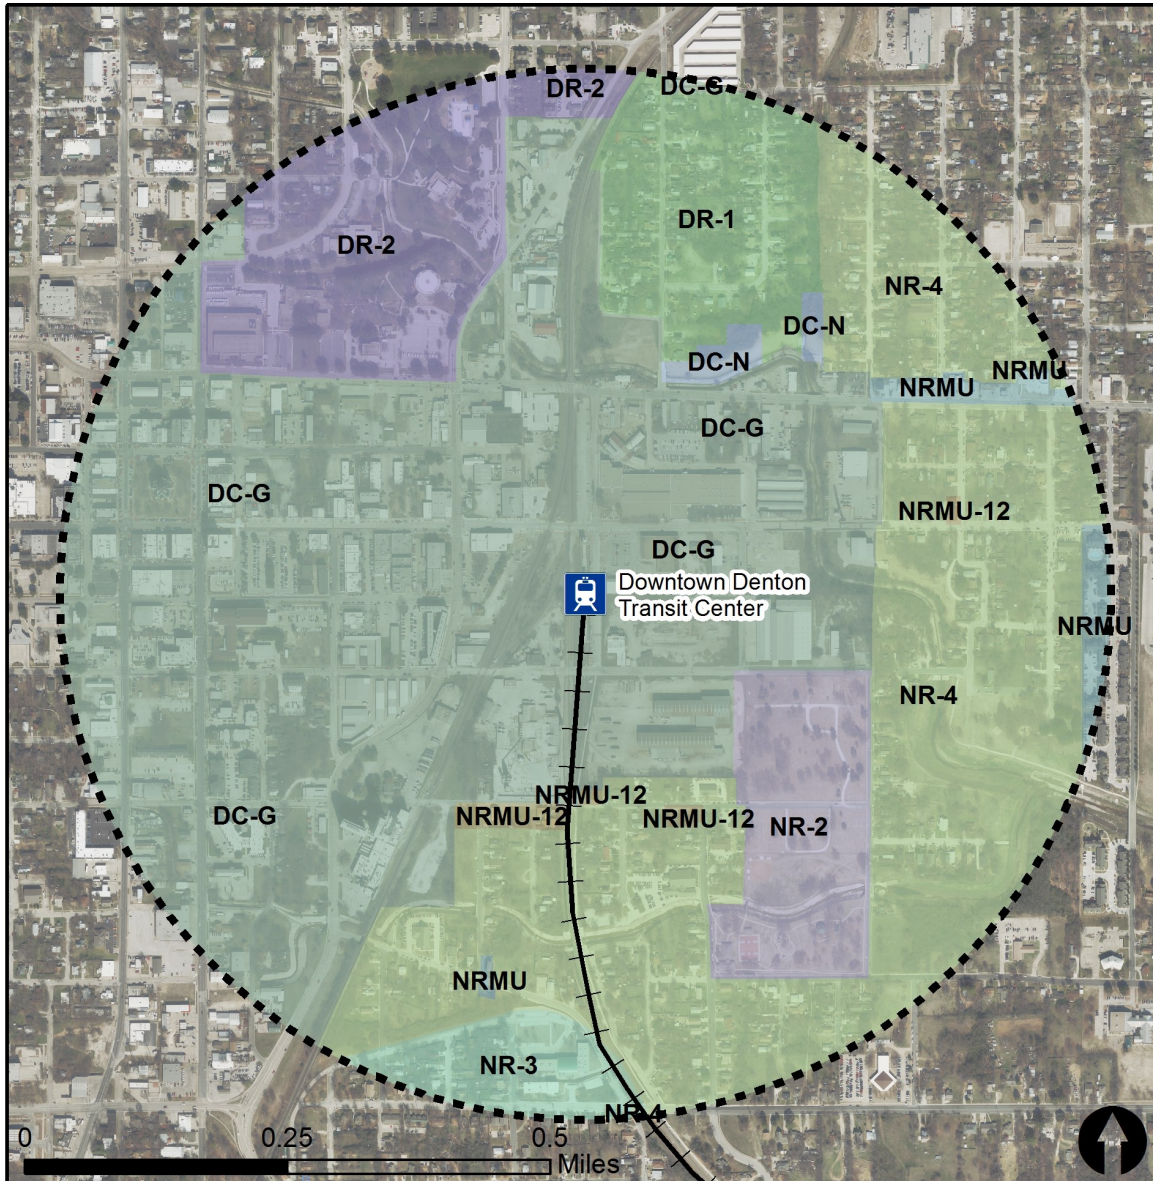 DR-2
DC-G
DR-1
DR-2
NR-4
DC-N
DC-N
NRMU
NRMU
DC-G
DC-G
NRMU-12
DC-G
Downtown Denton
Transit Center
NRMU
NR-4
NRMU-12
NRMU-12
NRMU-12
DC-G
NR-2
NRMU
NR-3
NR-4
0
0.25
0.5
Miles